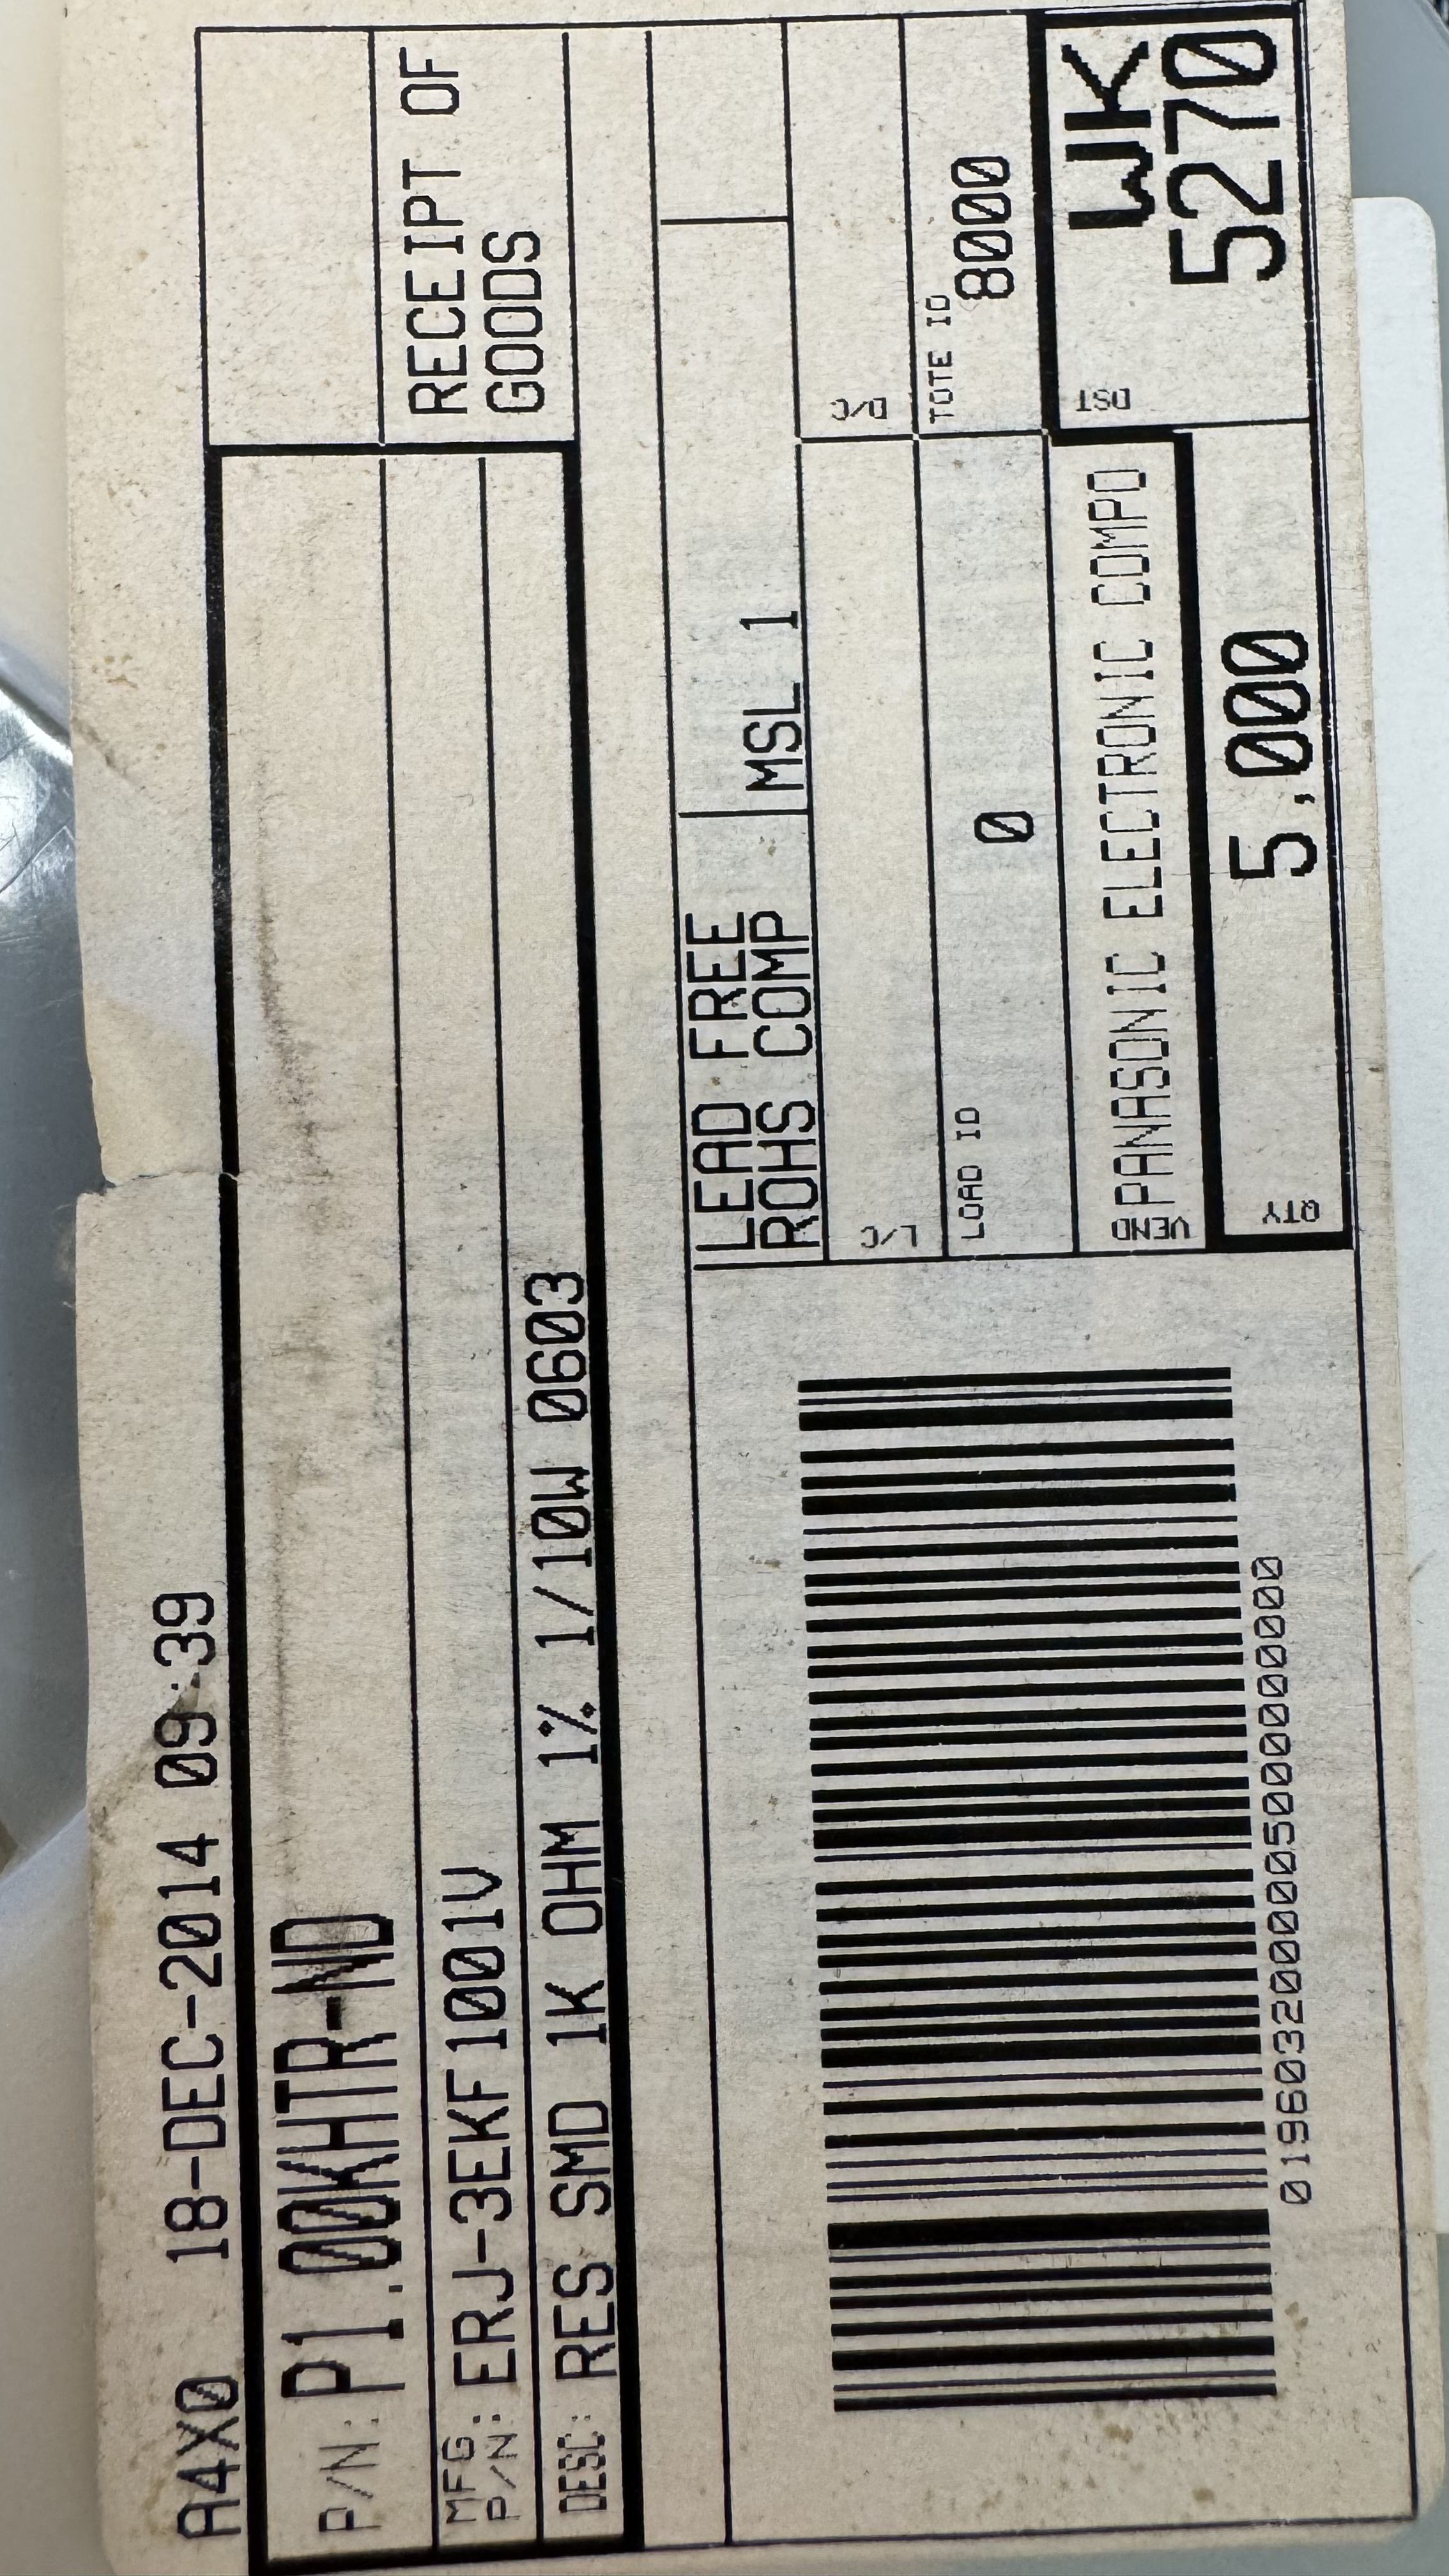 A4X0 18-DEC-2014 09:39
P/N: P1.00KHTR-ND
MFG P/N: ERJ-3EKF1001V
RECEIPT OF
GOODS
DESC: RES SMD 1K OHM 1% 1/10W 0603
LEAD FREE
ROHS COMP
MSL 1
L/C
D/C
LOAD ID
0
TOTE ID
8000
VEND
PANASONIC ELECTRONIC COMPO
DST
WK
5270
QTY
5,000